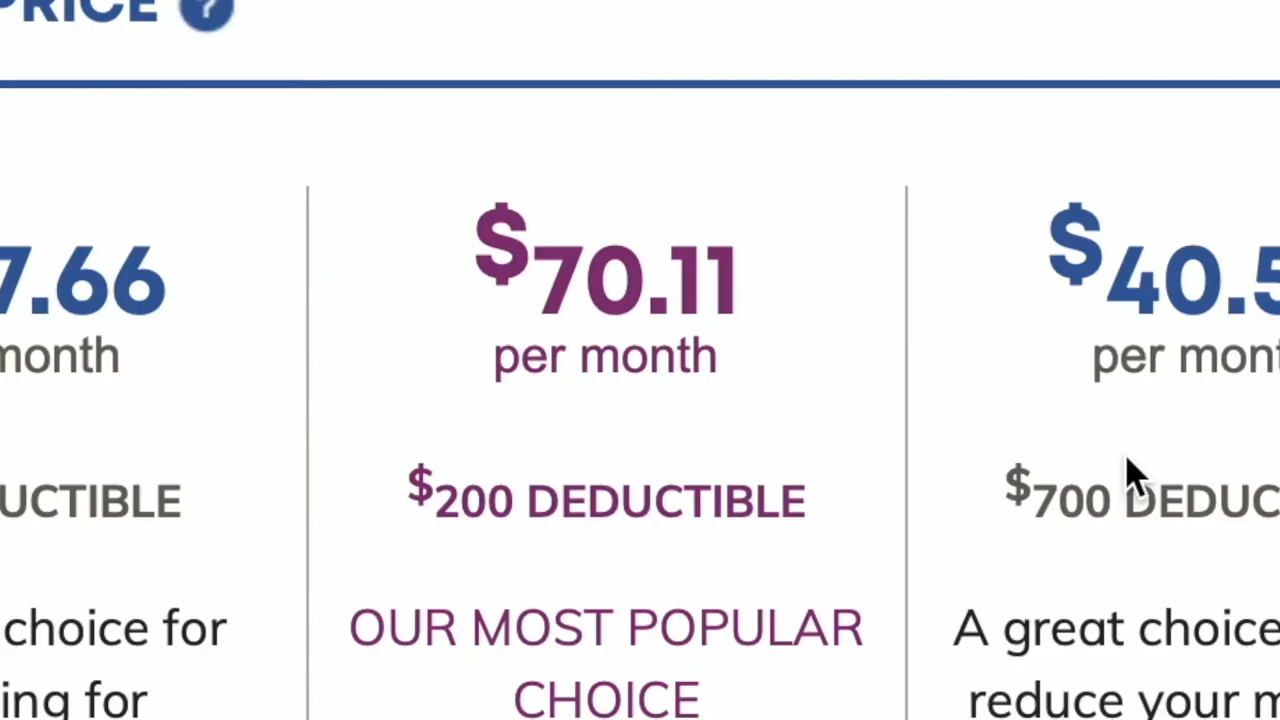 PRICE ?
7.66
month
UCTIBLE
choice for
ing for
$70.11
per month
$200 DEDUCTIBLE
OUR MOST POPULAR
CHOICE
$40.5
per mont
$700 DEDUC
A great choice
reduce your m